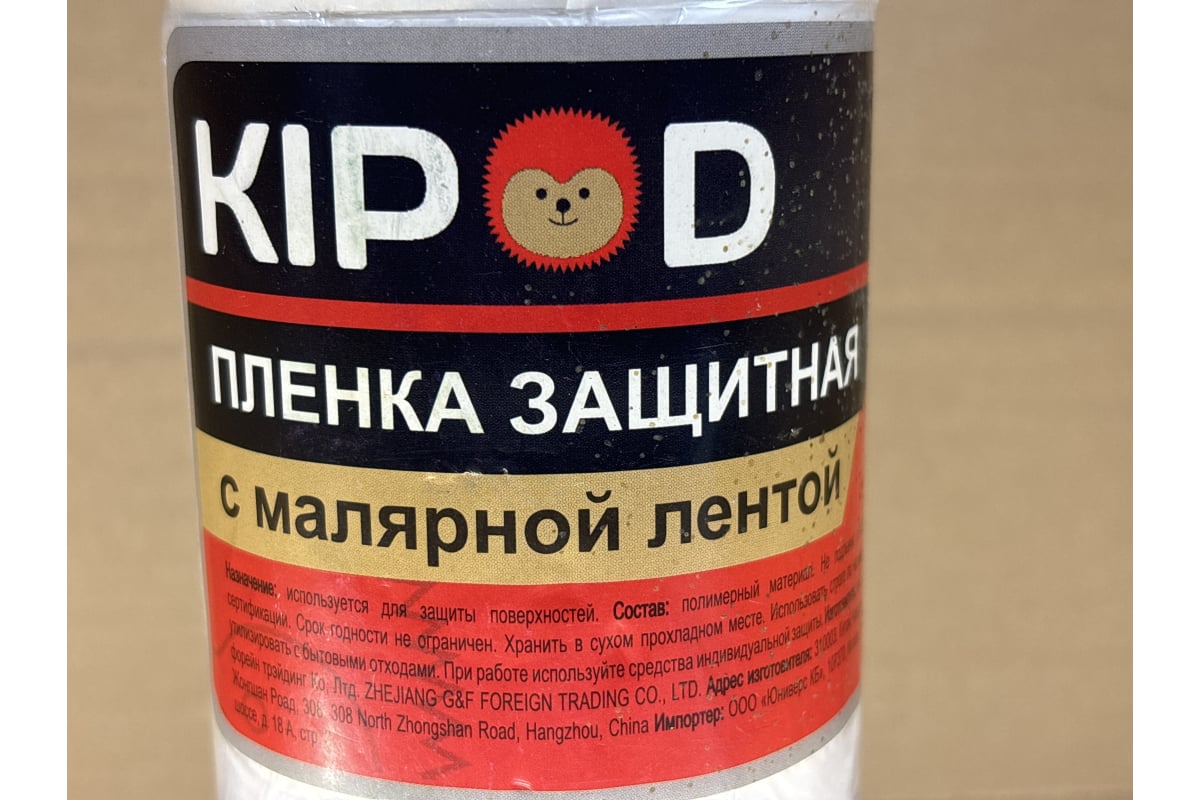 KIP D
ПЛЕНКА ЗАЩИТНАЯ
с малярной лентой
Назначение: используется для защиты поверхностей. Состав: полимерный материал. Не
сертификации. Срок годности не ограничен. Хранить в сухом прохладном месте. Использовать
утилизировать с бытовыми отходами. При работе используйте средства индивидуальной защиты.
форейн трэйдинг Ко, Лтд. ZHEJIANG G&F FOREIGN TRADING CO., LTD. Адрес изготовителя: 310003,
Жонгшан Роад, 306, 308 North Zhongshan Road, Hangzhou, China Импортер: ООО «Юниверс КБ»,
шоссе, д. 18 А, стр.